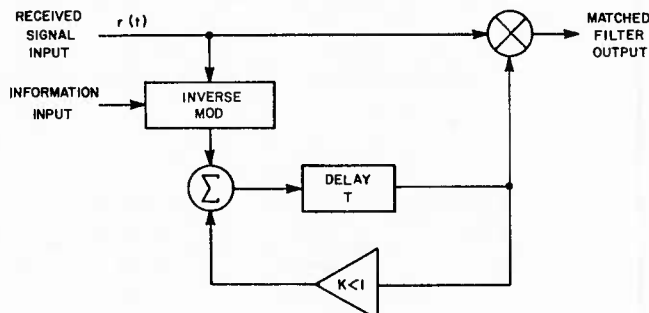 RECEIVED
SIGNAL
INPUT
r(t)
MATCHED
FILTER
OUTPUT
INFORMATION
INPUT
INVERSE
MOD
Σ
DELAY
T
K<1